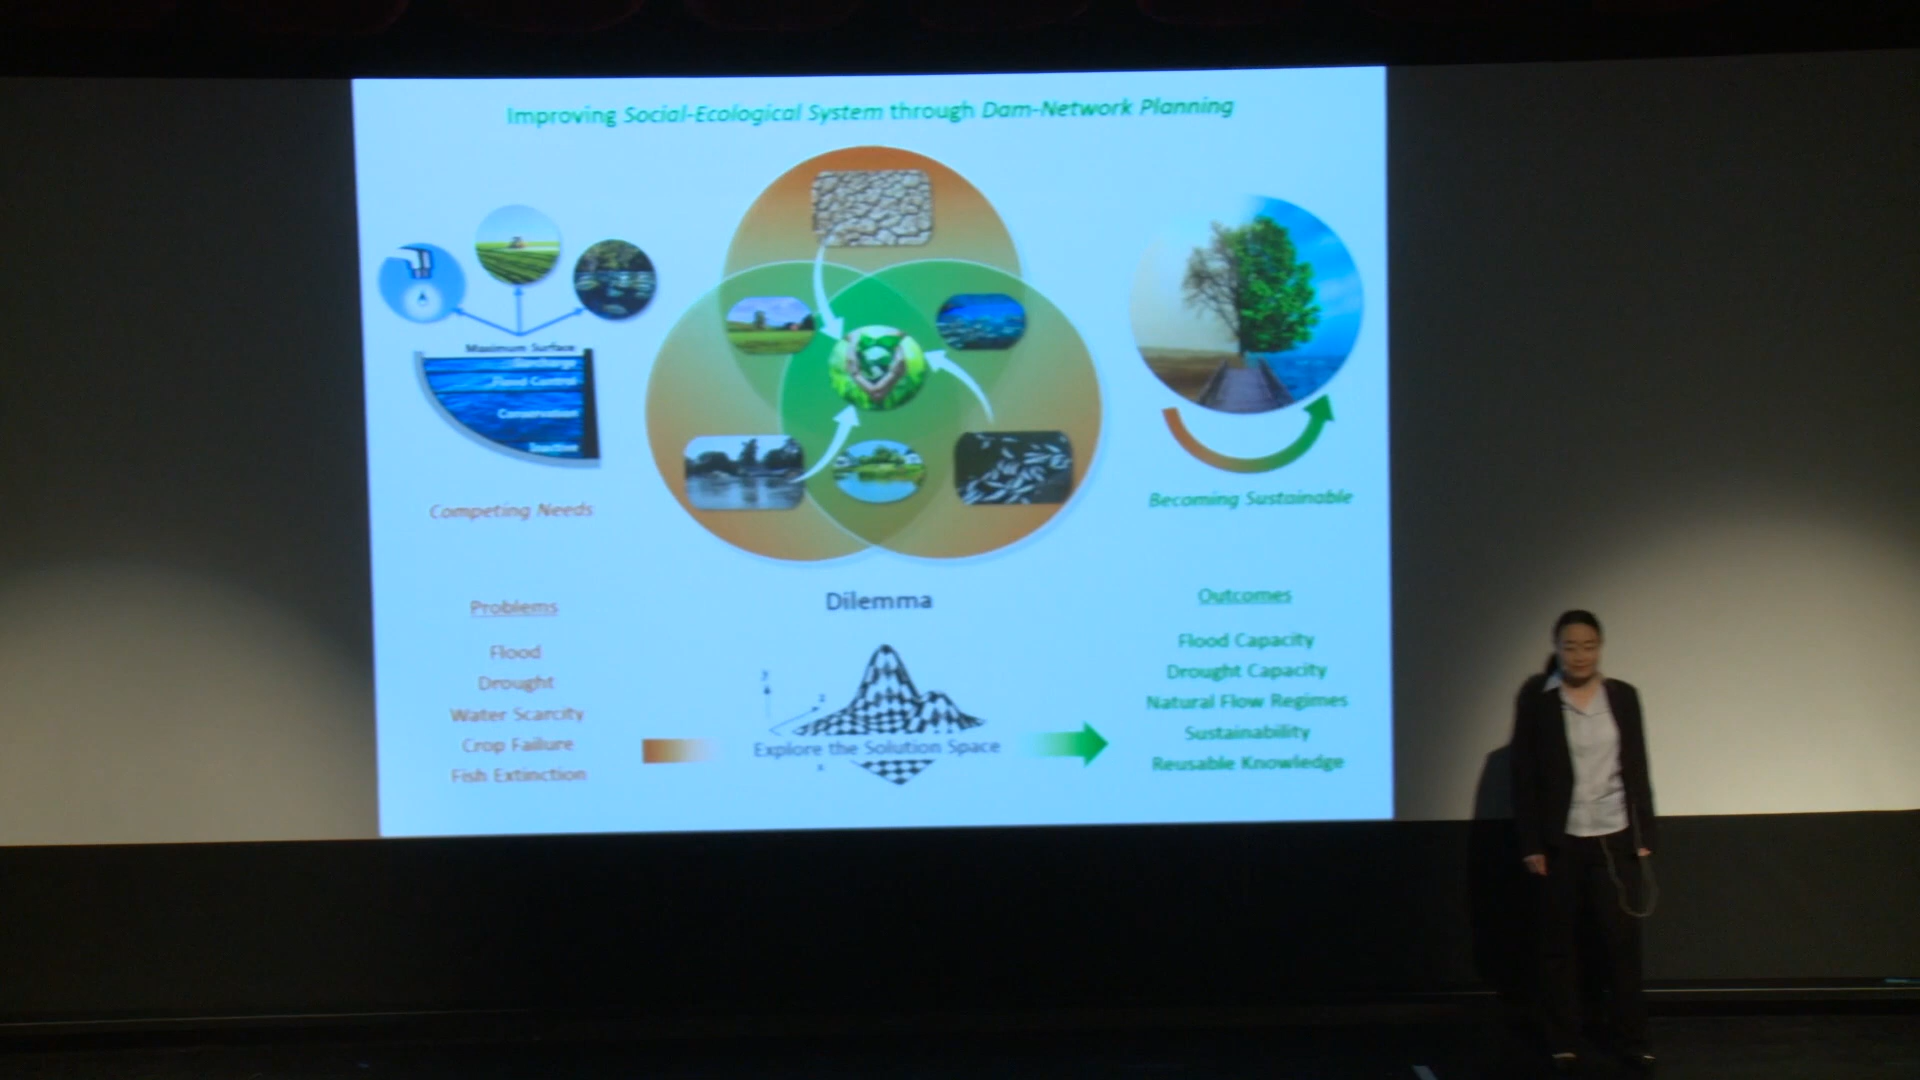 Improving Social-Ecological System through Dam-Network Planning
Maximum Surface
Discharge
Flood Control
Conservation
Competing Needs
Becoming Sustainable
Problems
Flood
Drought
Water Scarcity
Crop Failure
Fish Extinction
Dilemma
y
z
Explore the Solution Space
x
Outcomes
Flood Capacity
Drought Capacity
Natural Flow Regimes
Sustainability
Reusable Knowledge